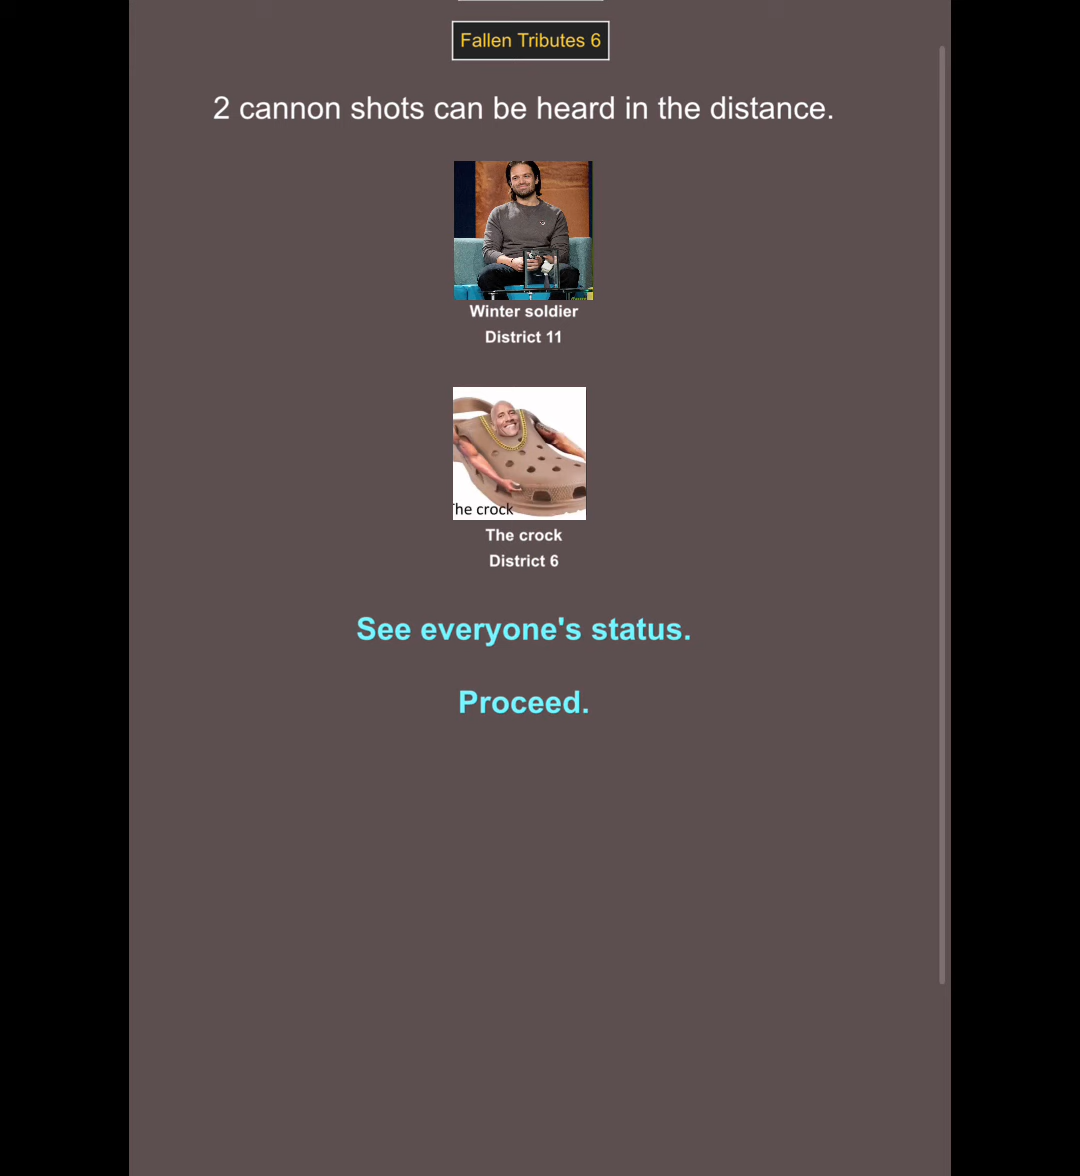 Fallen Tributes 6
2 cannon shots can be heard in the distance.
Winter soldier
District 11
he crock
The crock
District 6
See everyone's status.
Proceed.